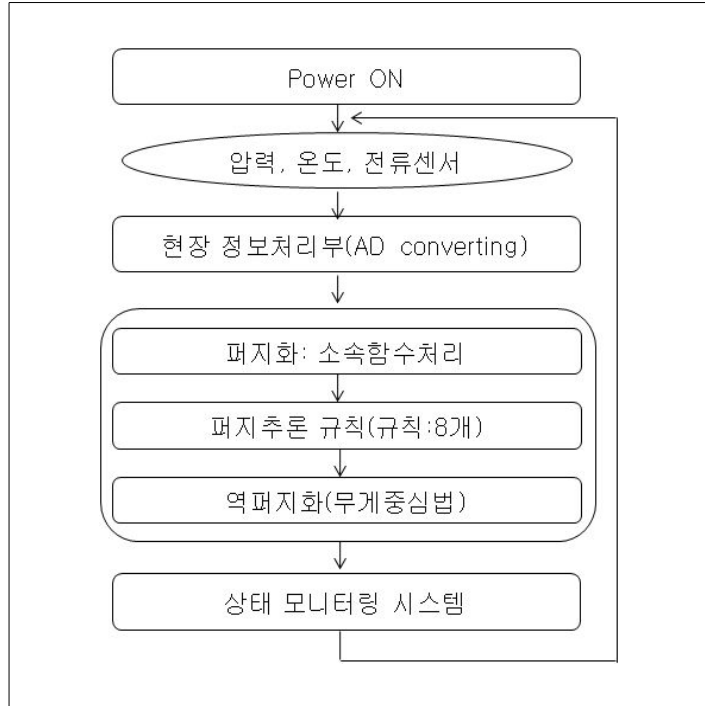 Power ON
압력, 온도, 전류센서
현장 정보처리부(AD converting)
퍼지화: 소속함수처리
퍼지추론 규칙(규칙:8개)
역퍼지화(무게중심법)
상태 모니터링 시스템